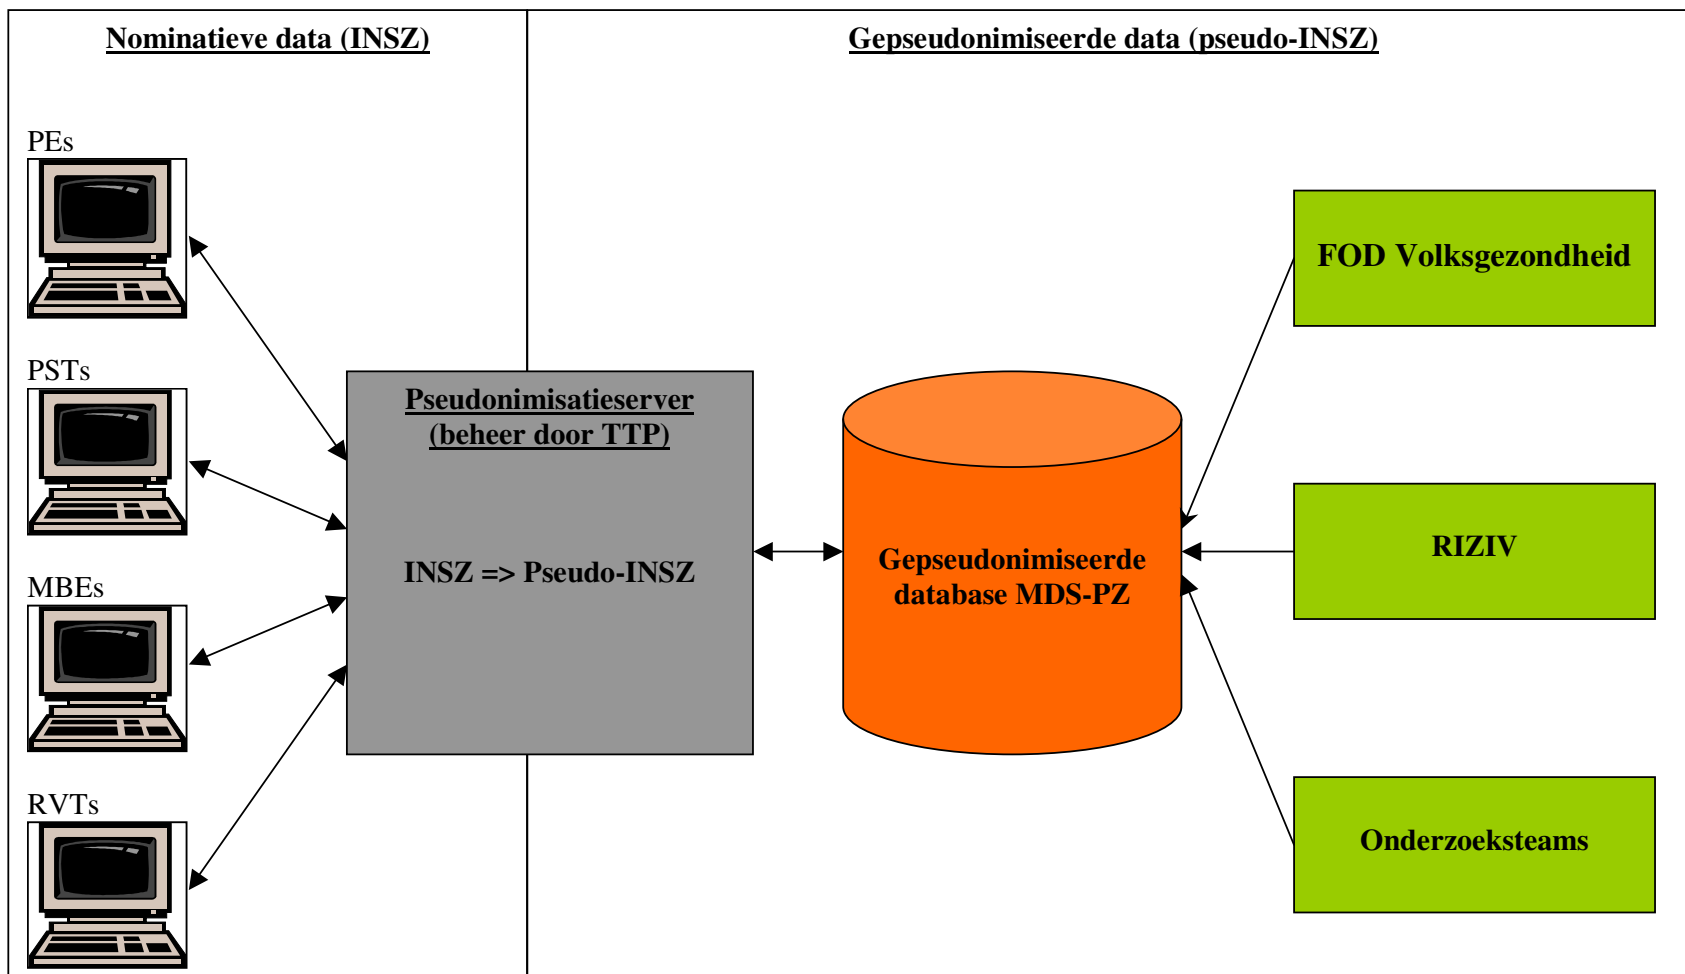 Nominatieve data (INSZ)
Gepseudonimiseerde data (pseudo-INSZ)
PEs
PSTs
MBEs
RVTs
Pseudonimisatieserver
(beheer door TTP)
INSZ => Pseudo-INSZ
Gepseudonimiseerde
database MDS-PZ
FOD Volksgezondheid
RIZIV
Onderzoeksteams